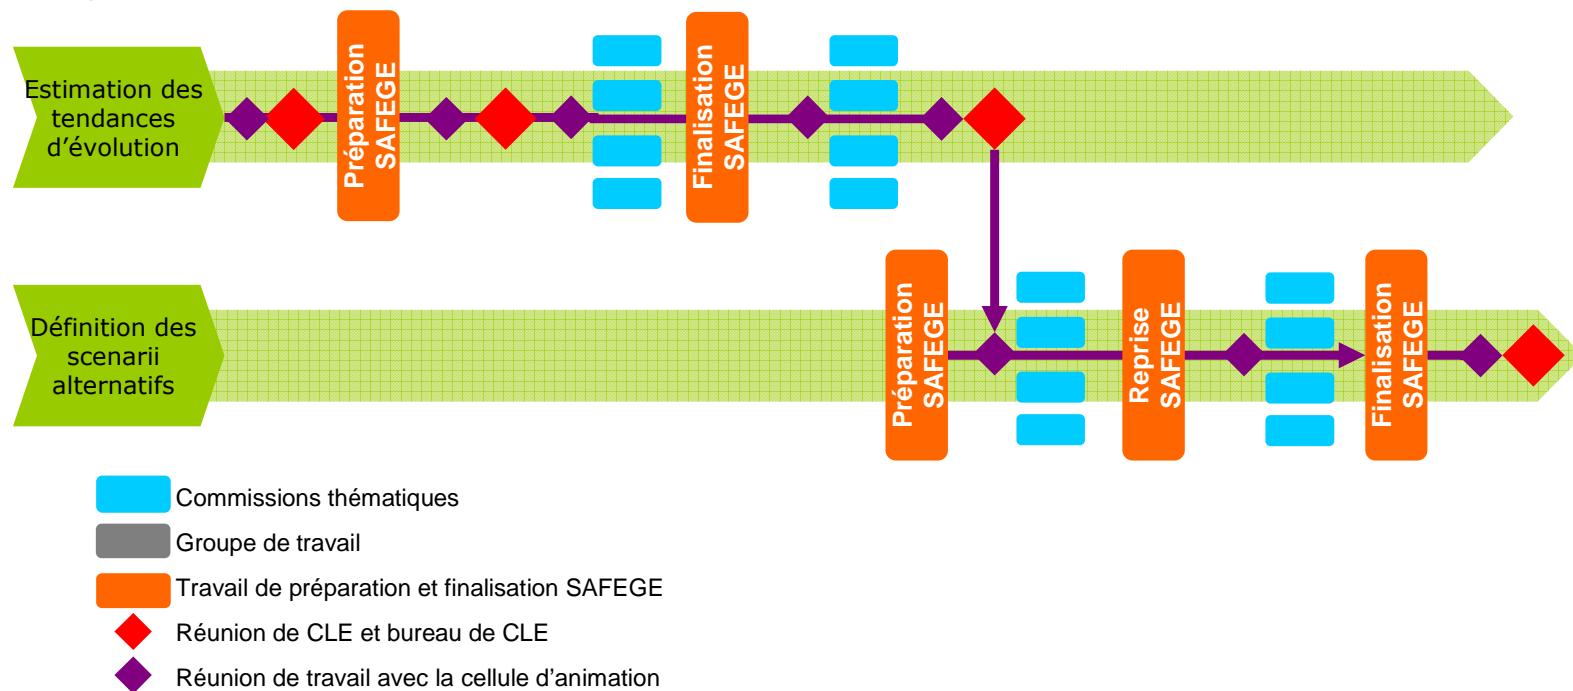 Estimation des
tendances
d’évolution
Préparation
SAFEGE
Finalisation
SAFEGE
Définition des
scenarii
alternatifs
Préparation
SAFEGE
Reprise
SAFEGE
Finalisation
SAFEGE
Commissions thématiques
Groupe de travail
Travail de préparation et finalisation SAFEGE
Réunion de CLE et bureau de CLE
Réunion de travail avec la cellule d’animation